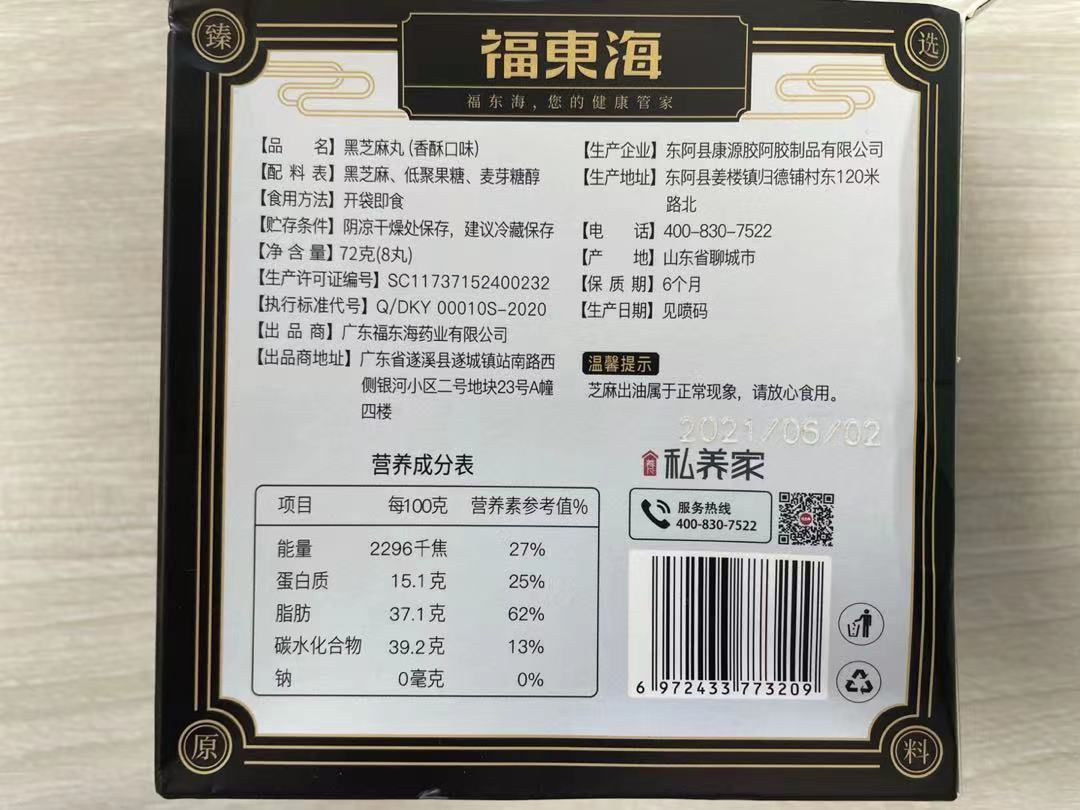 臻
选
福東海
福东海,您的健康管家
【品 名】黑芝麻丸(香酥口味)
【配 料 表】黑芝麻、低聚果糖、麦芽糖醇
【食用方法】开袋即食
【贮存条件】阴凉干燥处保存，建议冷藏保存
【净 含 量】72克(8丸)
【生产许可证编号】SC11737152400232
【执行标准代号】Q/DKY 00010S-2020
【出 品 商】广东福东海药业有限公司
【出品商地址】广东省遂溪县遂城镇站南路西
侧银河小区二号地块23号A幢
四楼
【生产企业】东阿县康源胶阿胶制品有限公司
【生产地址】东阿县姜楼镇归德铺村东120米
路北
【电 话】400-830-7522
【产 地】山东省聊城市
【保 质 期】6个月
【生产日期】见喷码
温馨提示
芝麻出油属于正常现象，请放心食用。
2021/06/02
营养成分表
项目 每100克 营养素参考值%
能量 2296千焦 27%
蛋白质 15.1克 25%
脂肪 37.1克 62%
碳水化合物 39.2克 13%
钠 0毫克 0%
私养家
服务热线
400-830-7522
6 972433 773209
原
料